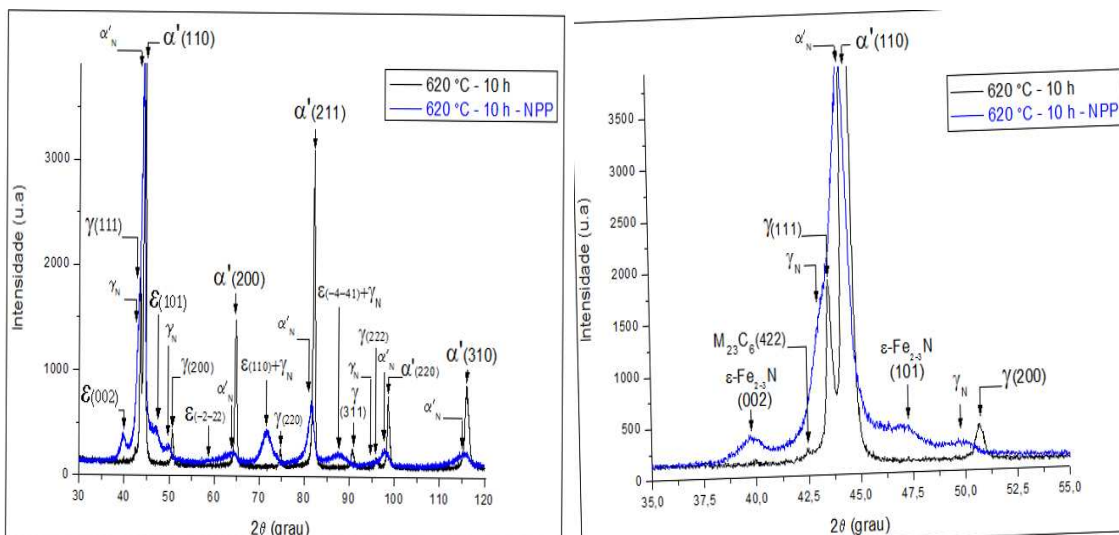 α'N
α'(110)
620 °C - 10 h
620 °C - 10 h - NPP
α'(211)
3000
Intensidade (u.a)
2000
1000
0
γ(111)
γN
ε(101)
γN
γ(200)
ε(002)
α'(200)
ε(-4-41)+γN
α'N
γ(222)
γN
α'N
α'(220)
α'(310)
ε(110)+γN
α'N
ε(-2-22)
γ(220)
γ
(311)
α'N
30 40 50 60 70 80 90 100 110 120
2θ (grau)
α'N
α'(110)
620 °C - 10 h
620 °C - 10 h - NPP
3500
3000
Intensidade (u.a)
2500
2000
1500
1000
500
0
γ(111)
γN
M23C6(422)
ε-Fe2-3N
(002)
ε-Fe2-3N
(101)
γN
γ(200)
35,0 40,0 42,5 45,0 47,5 50,0 52,5 55,0
2θ (grau)